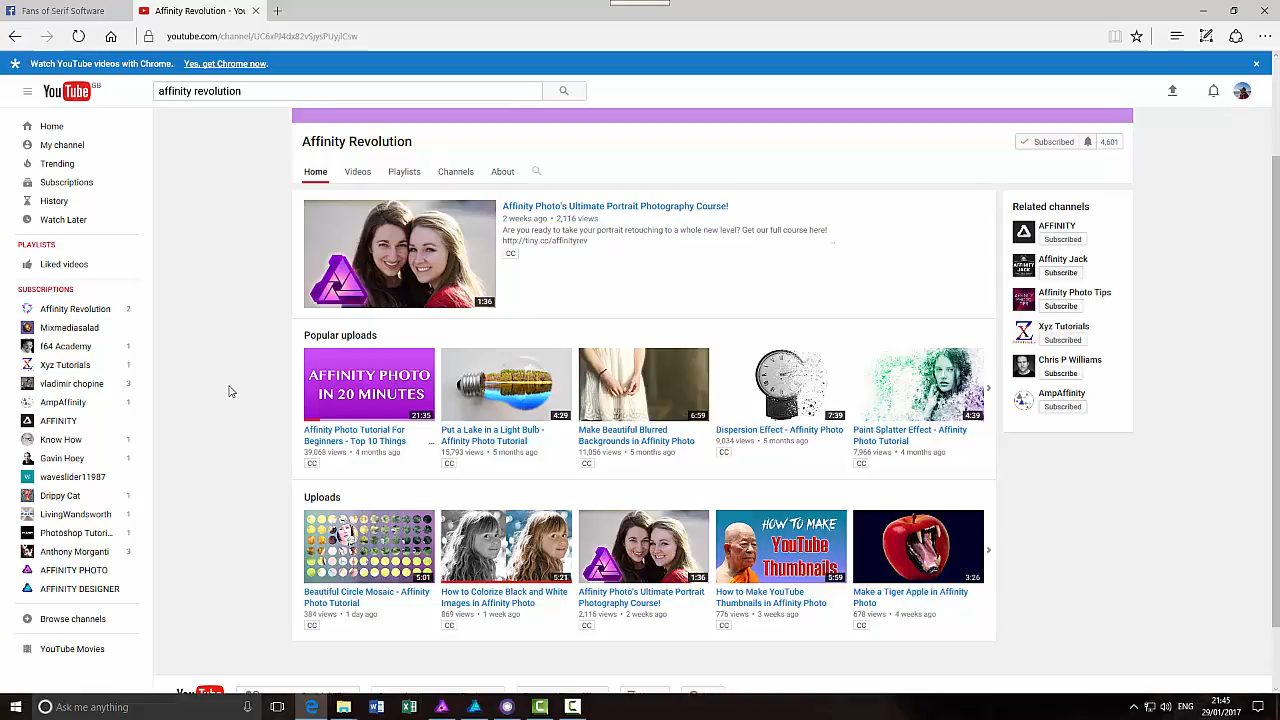 Fans of Serif Software
Affinity Revolution - You
youtube.com/channel/UC6xPJ4dx82vSjysPUyjlCsw
Watch YouTube videos with Chrome. Yes, get Chrome now.
YouTube GB
affinity revolution
Home
My channel
Trending
Subscriptions
History
Watch Later
PLAYLISTS
Liked videos
SUBSCRIPTIONS
Affinity Revolution 2
Mixmediasalad
f64 Academy 1
Xyz Tutorials 1
vladimir chopine 3
AmpAffinity 1
AFFINITY
Know How 1
Gavin Hoey 1
waveslider11987
Drippy Cat 1
LivingWandsworth 1
Photoshop Tutori... 1
Anthony Morganti 3
AFFINITY PHOTO
AFFINITY DESIGNER
Browse channels
YouTube Movies
Affinity Revolution
Subscribed 4,601
Home Videos Playlists Channels About
Affinity Photo's Ultimate Portrait Photography Course!
2 weeks ago • 2,116 views
Are you ready to take your portrait retouching to a whole new level? Get our full course here!
http://tiny.cc/affinityrev
CC
1:36
Popular uploads
AFFINITY PHOTO
IN 20 MINUTES
21:35
Affinity Photo Tutorial For
Beginners - Top 10 Things ...
39,068 views • 4 months ago
CC
4:29
Put a Lake in a Light Bulb -
Affinity Photo Tutorial
15,793 views • 5 months ago
CC
6:59
Make Beautiful Blurred
Backgrounds in Affinity Photo
11,056 views • 5 months ago
CC
7:39
Dispersion Effect - Affinity Photo
9,034 views • 5 months ago
CC
4:39
Paint Splatter Effect - Affinity
Photo Tutorial
7,966 views • 4 months ago
CC
Uploads
5:01
Beautiful Circle Mosaic - Affinity
Photo Tutorial
384 views • 1 day ago
CC
5:21
How to Colorize Black and White
Images in Affinity Photo
869 views • 1 week ago
CC
1:36
Affinity Photo's Ultimate Portrait
Photography Course!
2,116 views • 2 weeks ago
CC
HOW TO MAKE
YouTube
Thumbnails
5:59
How to Make YouTube
Thumbnails in Affinity Photo
776 views • 3 weeks ago
CC
3:26
Make a Tiger Apple in Affinity
Photo
678 views • 4 weeks ago
CC
Related channels
AFFINITY
Subscribed
Affinity Jack
Subscribe
Affinity Photo Tips
Subscribe
Xyz Tutorials
Subscribed
Chris P Williams
Subscribe
AmpAffinity
Subscribed
Ask me anything
ENG
21:45
29/01/2017